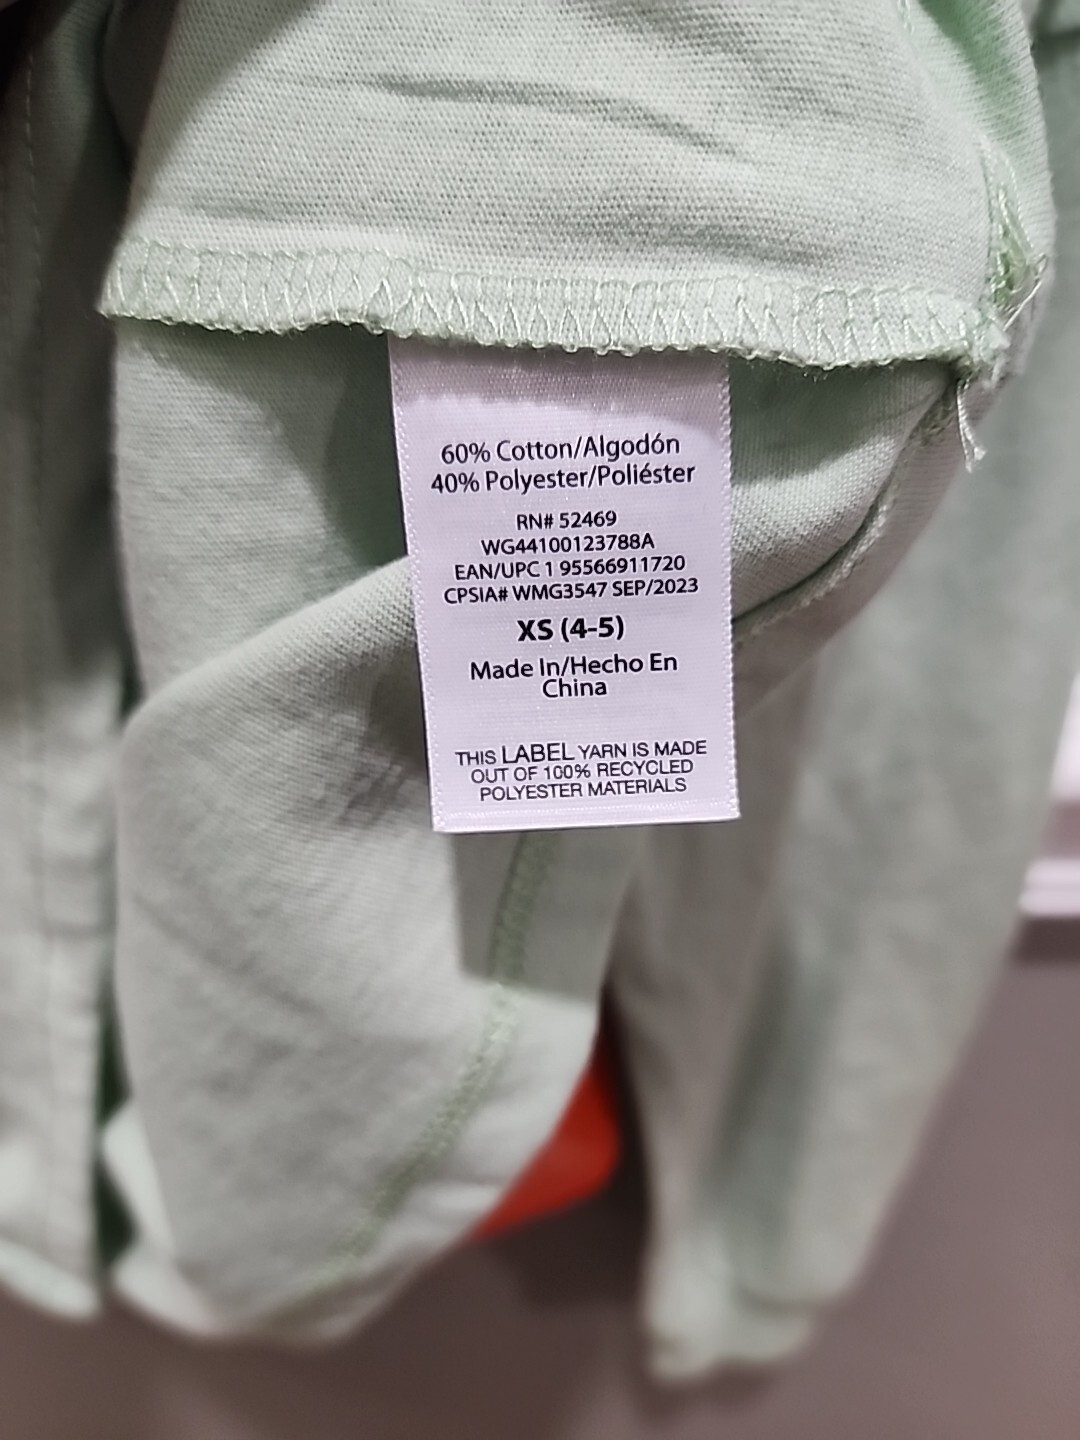 60% Cotton/Algodón
40% Polyester/Poliéster
RN# 52469
WG44100123788A
EAN/UPC 1 95566911720
CPSIA# WMG3547 SEP/2023
XS (4-5)
Made In/Hecho En
China
THIS LABEL YARN IS MADE
OUT OF 100% RECYCLED
POLYESTER MATERIALS